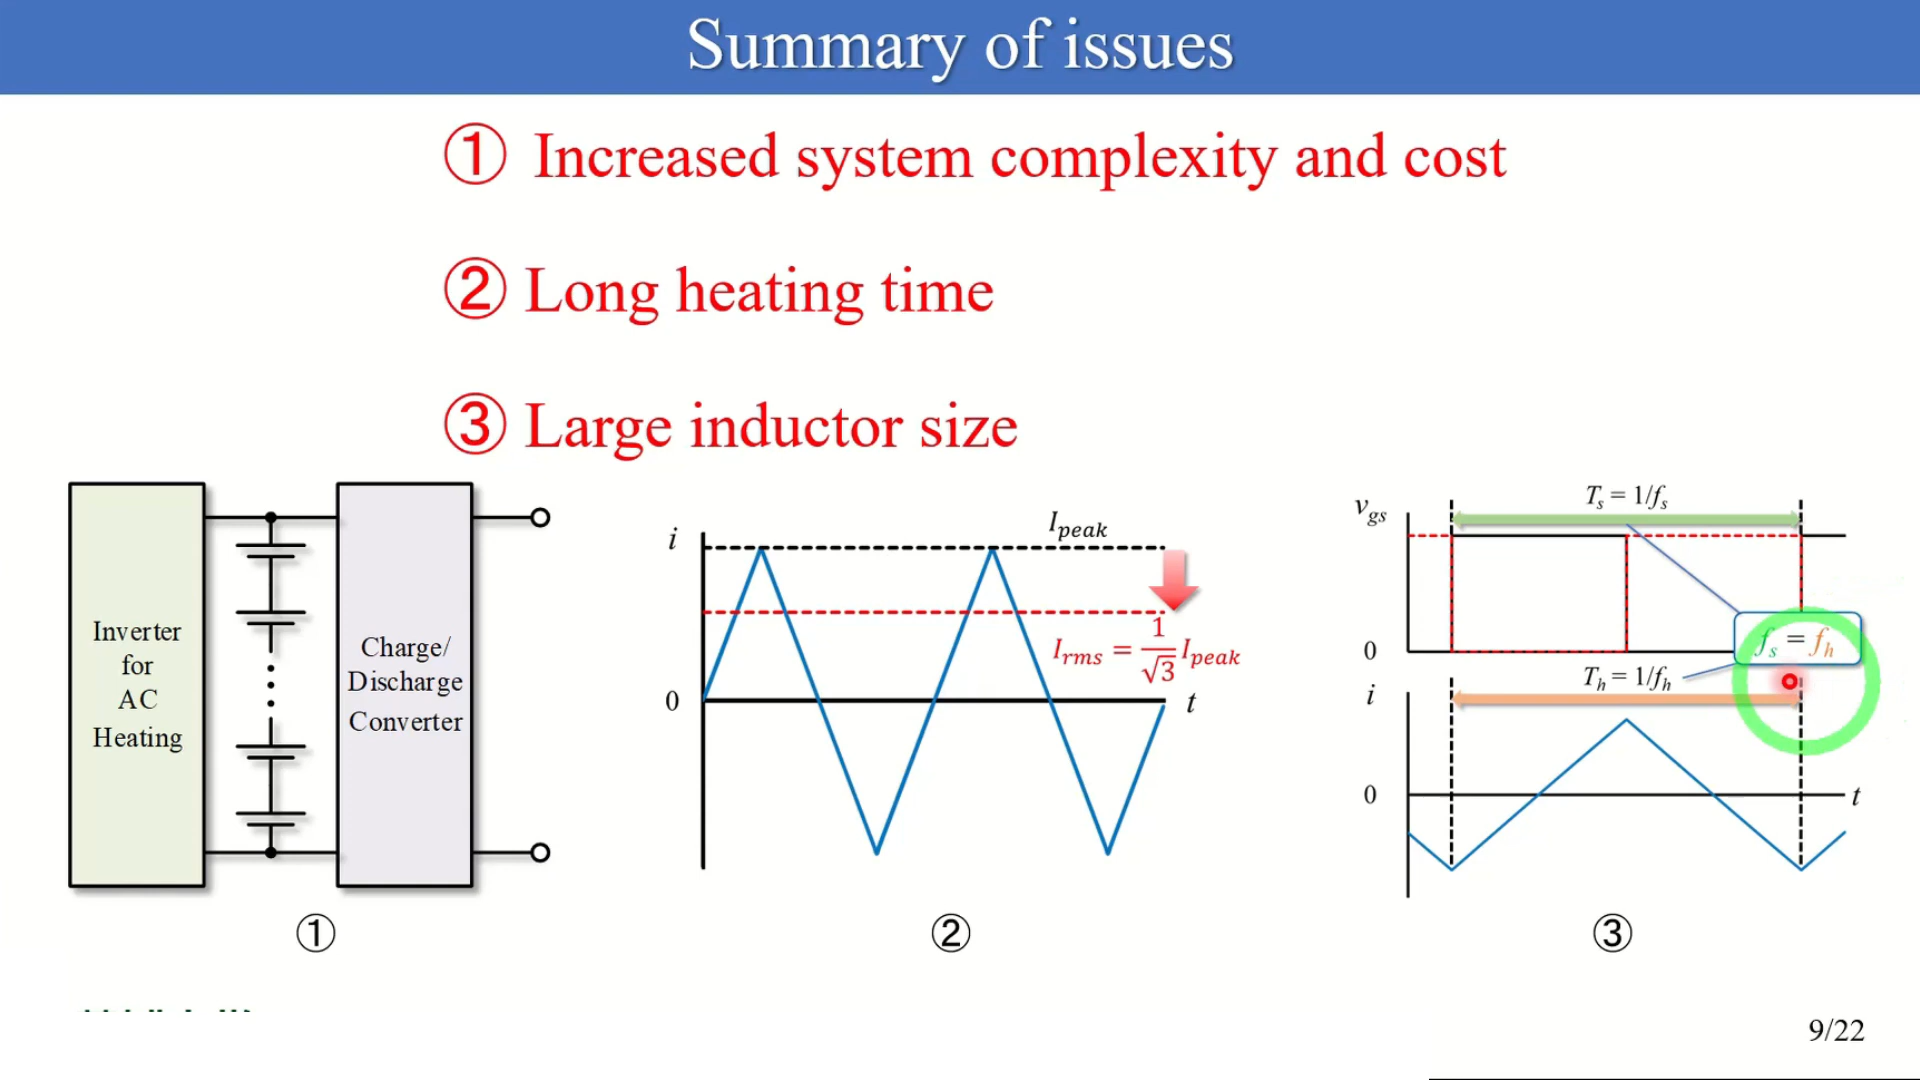 Summary of issues
① Increased system complexity and cost
② Long heating time
③ Large inductor size
Inverter
for
AC
Heating
Charge/
Discharge
Converter
①
i
I_peak
I_rms = 1/√3 I_peak
0
t
②
T_s = 1/f_s
v_gs
0
f_s = f_h
T_h = 1/f_h
i
0
t
③
9/22